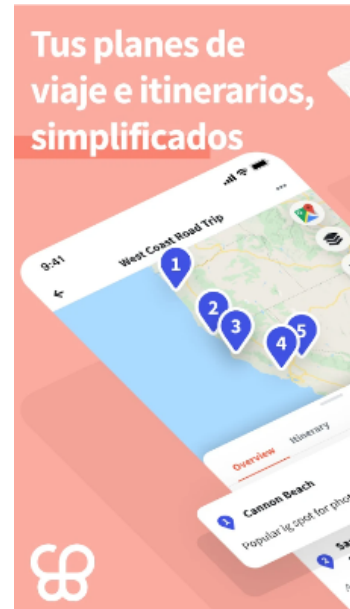 Tus planes de
viaje e itinerarios,
simplificados
9:41
West Coast Road Trip
1
2
3
4
5
Overview
Itinerary
1
Cannon Beach
Popular ig spot for
2